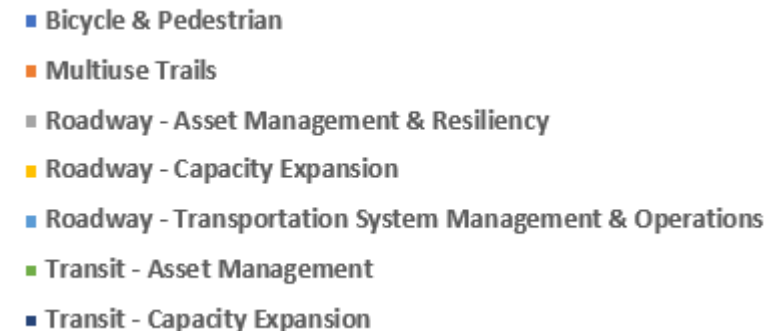 Bicycle & Pedestrian
Multiuse Trails
Roadway - Asset Management & Resiliency
Roadway - Capacity Expansion
Roadway - Transportation System Management & Operations
Transit - Asset Management
Transit - Capacity Expansion